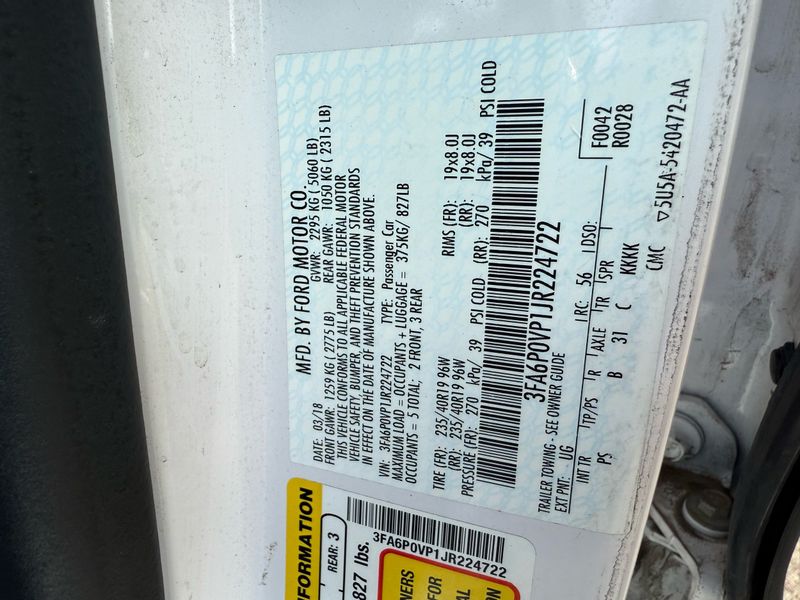 MFD. BY FORD MOTOR CO.
DATE: 03/18 GVWR: 2295 KG ( 5060 LB)
FRONT GAWR: 1259 KG ( 2775 LB) REAR GAWR: 1050 KG ( 2315 LB)
THIS VEHICLE CONFORMS TO ALL APPLICABLE FEDERAL MOTOR
VEHICLE SAFETY, BUMPER, AND THEFT PREVENTION STANDARDS
IN EFFECT ON THE DATE OF MANUFACTURE SHOWN ABOVE.
VIN: 3FA6P0VP1JR224722 TYPE: Passenger Car
MAXIMUM LOAD = OCCUPANTS + LUGGAGE = 375KG/ 827LB
OCCUPANTS = 5 TOTAL; 2 FRONT, 3 REAR
TIRE (FR): 235/40R19 96W RIMS (FR): 19x8.0J
(RR): 235/40R19 96W (RR): 19x8.0J
PRESSURE (FR): 270 kPa/ 39 PSI COLD (RR): 270 kPa/ 39 PSI COLD
3FA6P0VP1JR224722
TRAILER TOWING - SEE OWNER GUIDE F0042
EXT PNT: UG RC: 56 DSO: R0028
INT TR TP/PS R AXLE TR SPR
PS B 31 C KKKK
CMC ▽5U5A-5420472-AA
INFORMATION
REAR: 3
827 lbs.
3FA6P0VP1JR224722
FOR